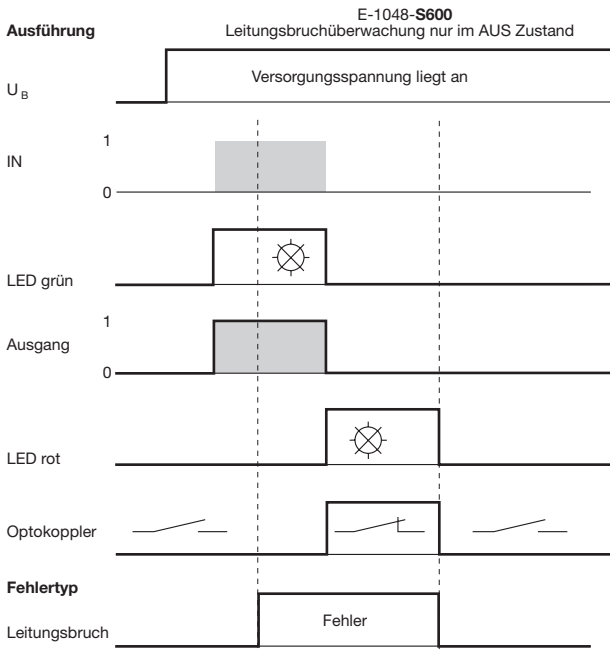 E-1048-S600
Ausführung Leitungsbruchüberwachung nur im AUS Zustand
Versorgungsspannung liegt an
U B
1
IN
0
LED grün
1
Ausgang
0
LED rot
Optokoppler
Fehlertyp
Fehler
Leitungsbruch